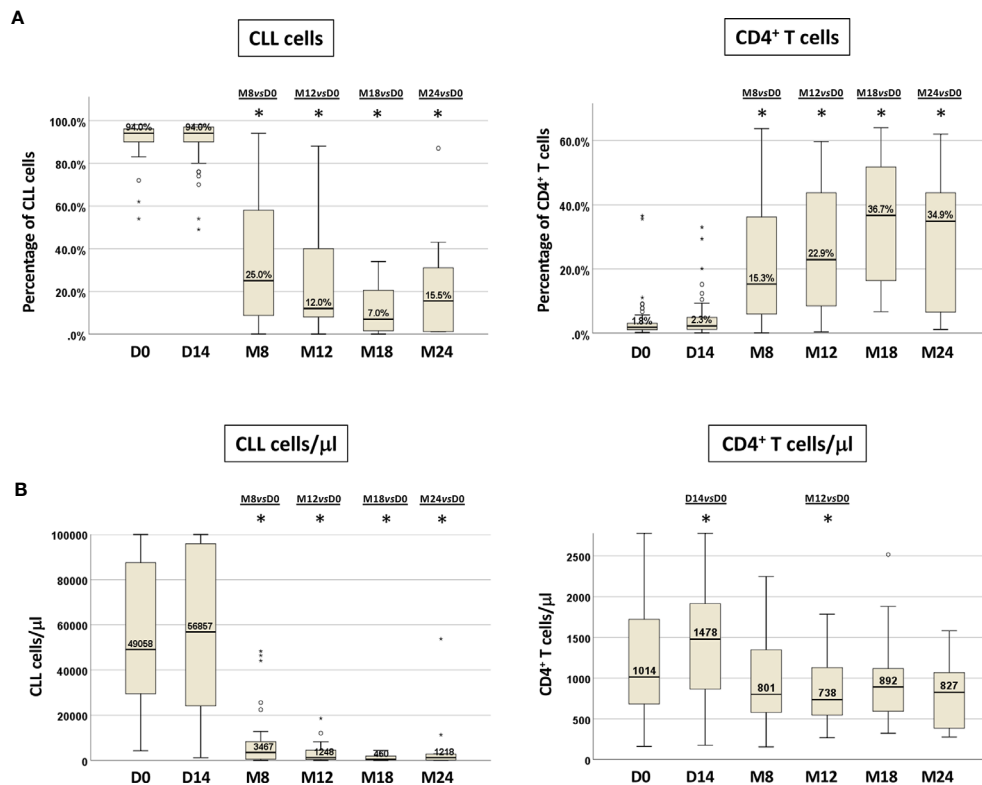 A
CLL cells
CD4⁺ T cells
M8vsD0 M12vsD0 M18vsD0 M24vsD0
* * * *
Percentage of CLL cells
100.0%
80.0%
60.0%
40.0%
20.0%
.0%
94.0% 94.0% 25.0% 12.0% 7.0% 15.5%
D0 D14 M8 M12 M18 M24
M8vsD0 M12vsD0 M18vsD0 M24vsD0
* * * *
Percentage of CD4⁺ T cells
60.0%
40.0%
20.0%
.0%
1.8% 2.3% 15.3% 22.9% 36.7% 34.9%
D0 D14 M8 M12 M18 M24
B
CLL cells/µl
CD4⁺ T cells/µl
M8vsD0 M12vsD0 M18vsD0 M24vsD0
* * * *
CLL cells/µl
100000
80000
60000
40000
20000
0
49058 56857 3467 1248 460 1218
D0 D14 M8 M12 M18 M24
D14vsD0 M12vsD0
* *
CD4⁺ T cells/µl
2500
2000
1500
1000
500
0
1014 1478 801 738 892 827
D0 D14 M8 M12 M18 M24